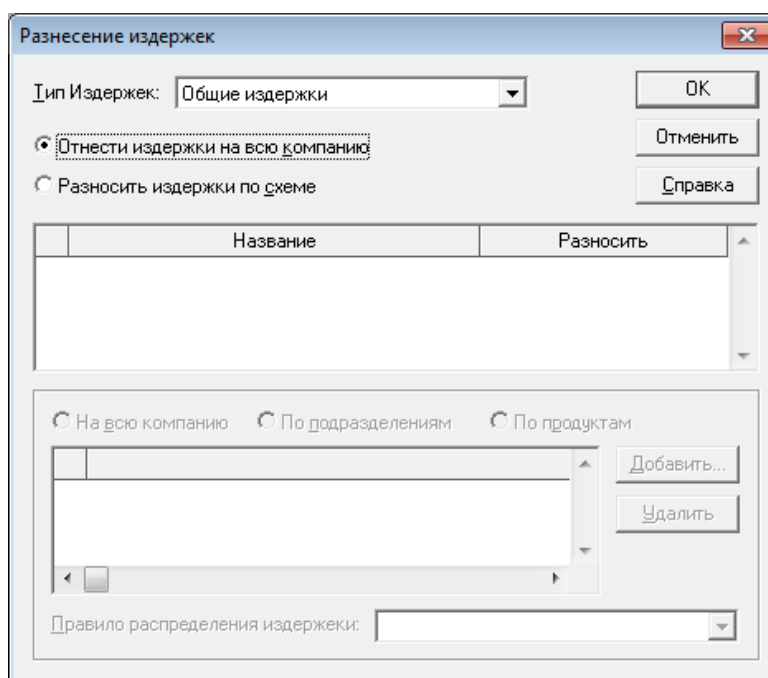 Разнесение издержек
Тип Издержек: Общие издержки
OK
Отнести издержки на всю компанию
Отменить
Разносить издержки по схеме
Справка
Название Разносить
На всю компанию По подразделениям По продуктам
Добавить...
Удалить
Правило распределения издержеки: